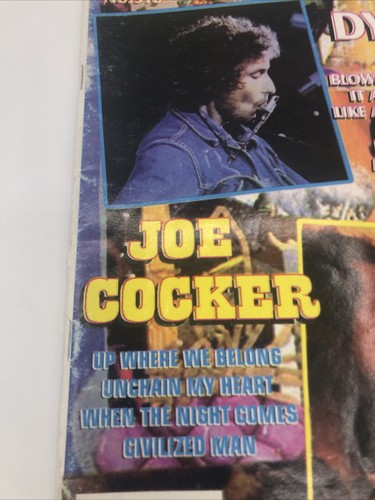 DY
BLOW
IT A
LIKE A
JOE
COCKER
UP WHERE WE BELONG
UNCHAIN MY HEART
WHEN THE NIGHT COMES
CIVILIZED MAN